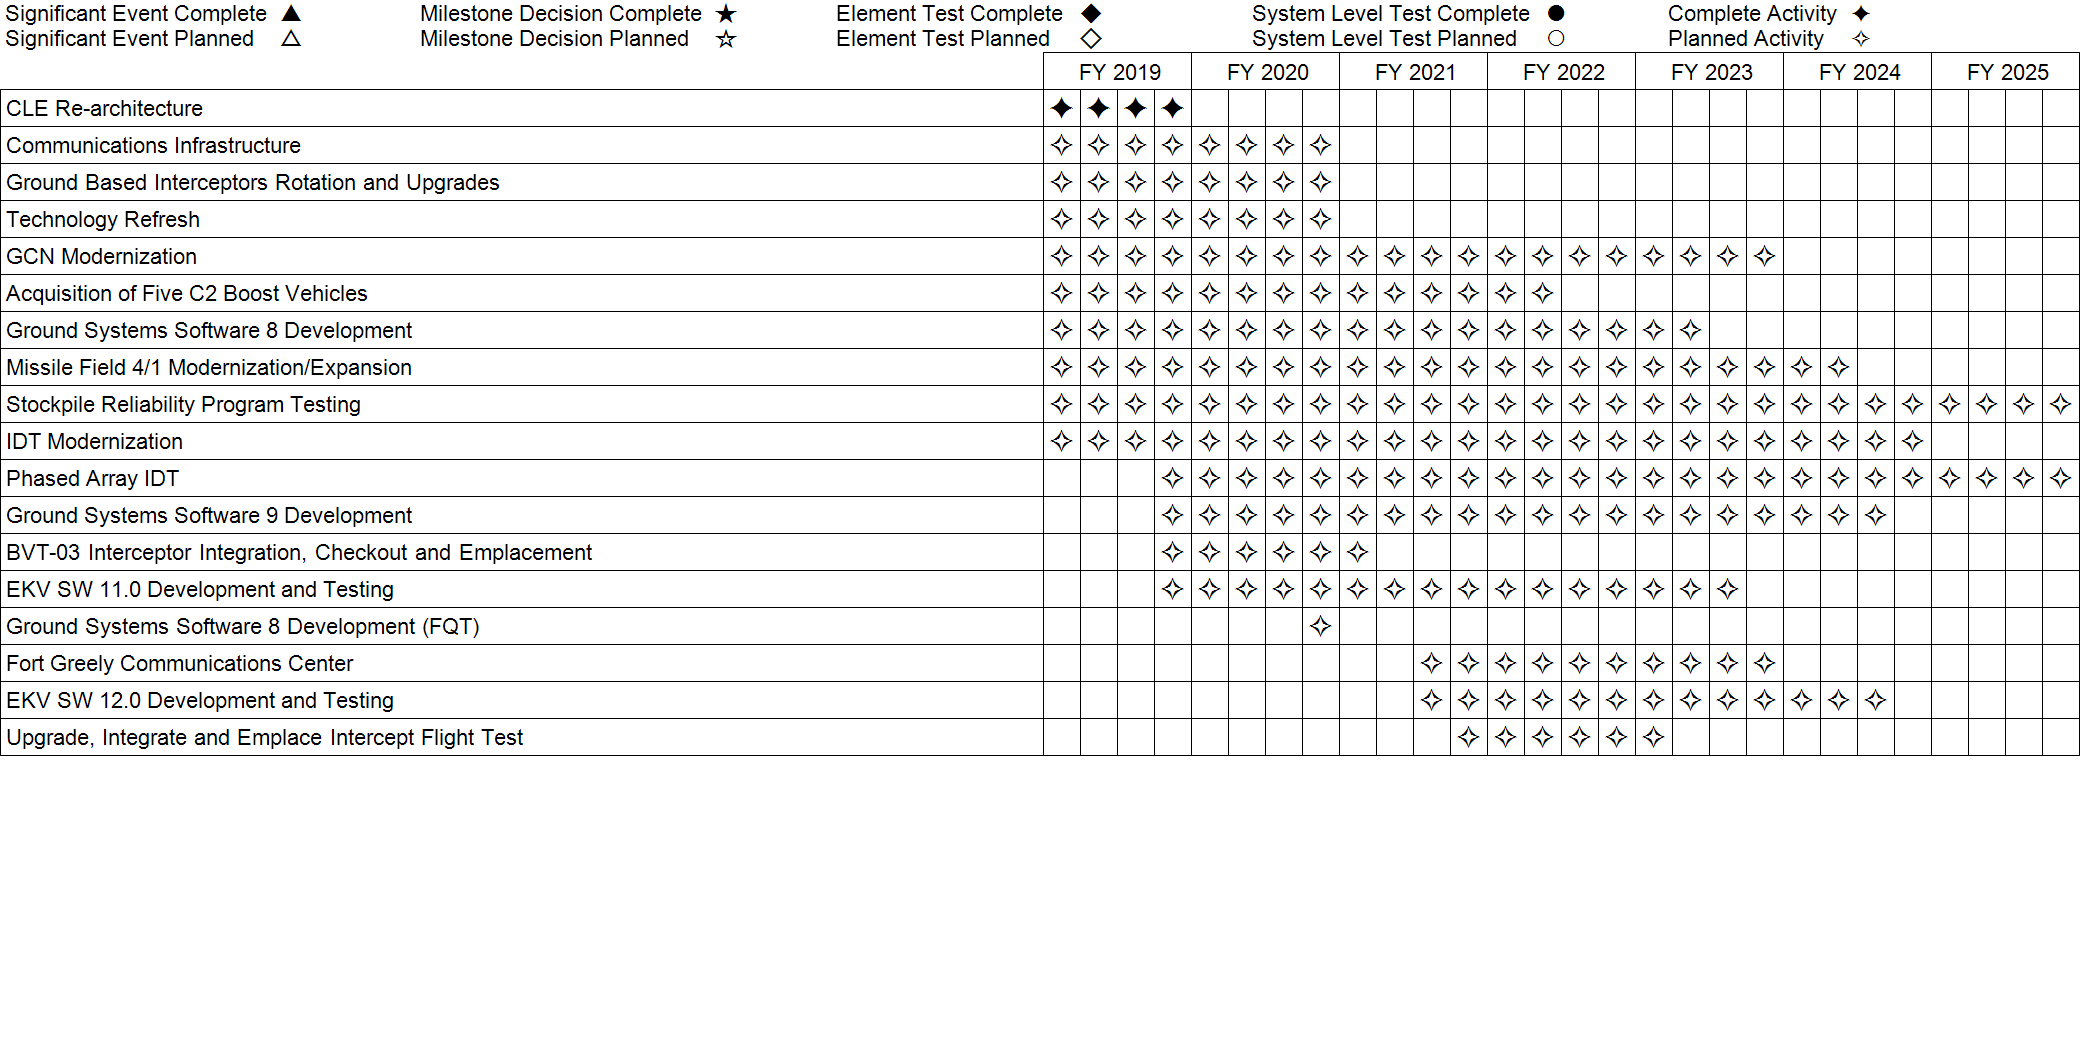 Significant Event Complete ▲ Milestone Decision Complete ★ Element Test Complete ◆ System Level Test Complete ● Complete Activity ✦
Significant Event Planned △ Milestone Decision Planned ☆ Element Test Planned ◇ System Level Test Planned ○ Planned Activity ✧
FY 2019 FY 2020 FY 2021 FY 2022 FY 2023 FY 2024 FY 2025
CLE Re-architecture ✦ ✦ ✦ ✦
Communications Infrastructure ✧ ✧ ✧ ✧ ✧ ✧ ✧ ✧
Ground Based Interceptors Rotation and Upgrades ✧ ✧ ✧ ✧ ✧ ✧ ✧ ✧
Technology Refresh ✧ ✧ ✧ ✧ ✧ ✧ ✧ ✧
GCN Modernization ✧ ✧ ✧ ✧ ✧ ✧ ✧ ✧ ✧ ✧ ✧ ✧ ✧ ✧ ✧ ✧ ✧ ✧ ✧ ✧
Acquisition of Five C2 Boost Vehicles ✧ ✧ ✧ ✧ ✧ ✧ ✧ ✧ ✧ ✧ ✧ ✧ ✧ ✧
Ground Systems Software 8 Development ✧ ✧ ✧ ✧ ✧ ✧ ✧ ✧ ✧ ✧ ✧ ✧ ✧ ✧ ✧ ✧ ✧ ✧
Missile Field 4/1 Modernization/Expansion ✧ ✧ ✧ ✧ ✧ ✧ ✧ ✧ ✧ ✧ ✧ ✧ ✧ ✧ ✧ ✧ ✧ ✧ ✧ ✧ ✧ ✧
Stockpile Reliability Program Testing ✧ ✧ ✧ ✧ ✧ ✧ ✧ ✧ ✧ ✧ ✧ ✧ ✧ ✧ ✧ ✧ ✧ ✧ ✧ ✧ ✧ ✧ ✧ ✧ ✧ ✧ ✧ ✧
IDT Modernization ✧ ✧ ✧ ✧ ✧ ✧ ✧ ✧ ✧ ✧ ✧ ✧ ✧ ✧ ✧ ✧ ✧ ✧ ✧ ✧ ✧ ✧ ✧ ✧
Phased Array IDT ✧ ✧ ✧ ✧ ✧ ✧ ✧ ✧ ✧ ✧ ✧ ✧ ✧ ✧ ✧ ✧ ✧ ✧ ✧ ✧ ✧ ✧ ✧ ✧ ✧
Ground Systems Software 9 Development ✧ ✧ ✧ ✧ ✧ ✧ ✧ ✧ ✧ ✧ ✧ ✧ ✧ ✧ ✧ ✧ ✧ ✧ ✧ ✧
BVT-03 Interceptor Integration, Checkout and Emplacement ✧ ✧ ✧ ✧ ✧ ✧
EKV SW 11.0 Development and Testing ✧ ✧ ✧ ✧ ✧ ✧ ✧ ✧ ✧ ✧ ✧ ✧ ✧ ✧ ✧ ✧
Ground Systems Software 8 Development (FQT) ✧
Fort Greely Communications Center ✧ ✧ ✧ ✧ ✧ ✧ ✧ ✧ ✧ ✧
EKV SW 12.0 Development and Testing ✧ ✧ ✧ ✧ ✧ ✧ ✧ ✧ ✧ ✧ ✧ ✧ ✧
Upgrade, Integrate and Emplace Intercept Flight Test ✧ ✧ ✧ ✧ ✧ ✧